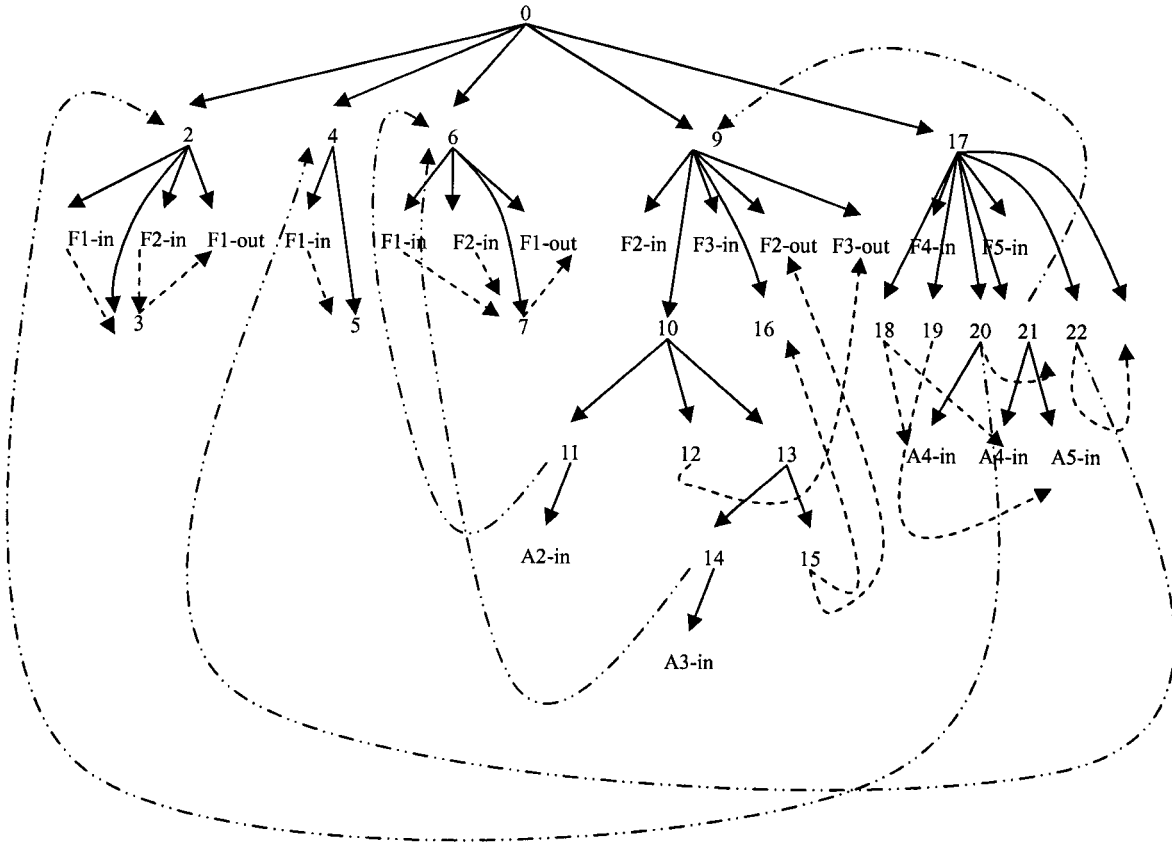 0
2 4 6 9 17
F1-in F2-in F1-out F1-in F1-in F2-in F1-out F2-in F3-in F2-out F3-out F4-in F5-in
3 5 7 10 16 18 19 20 21 22
11 12 13 A4-in A4-in A5-in
A2-in 14 15
A3-in